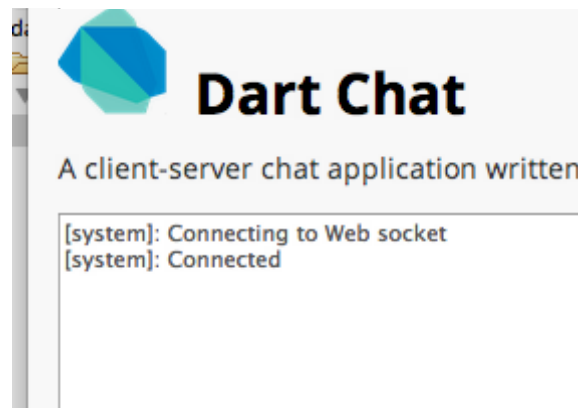 Dart Chat
A client-server chat application written
[system]: Connecting to Web socket
[system]: Connected